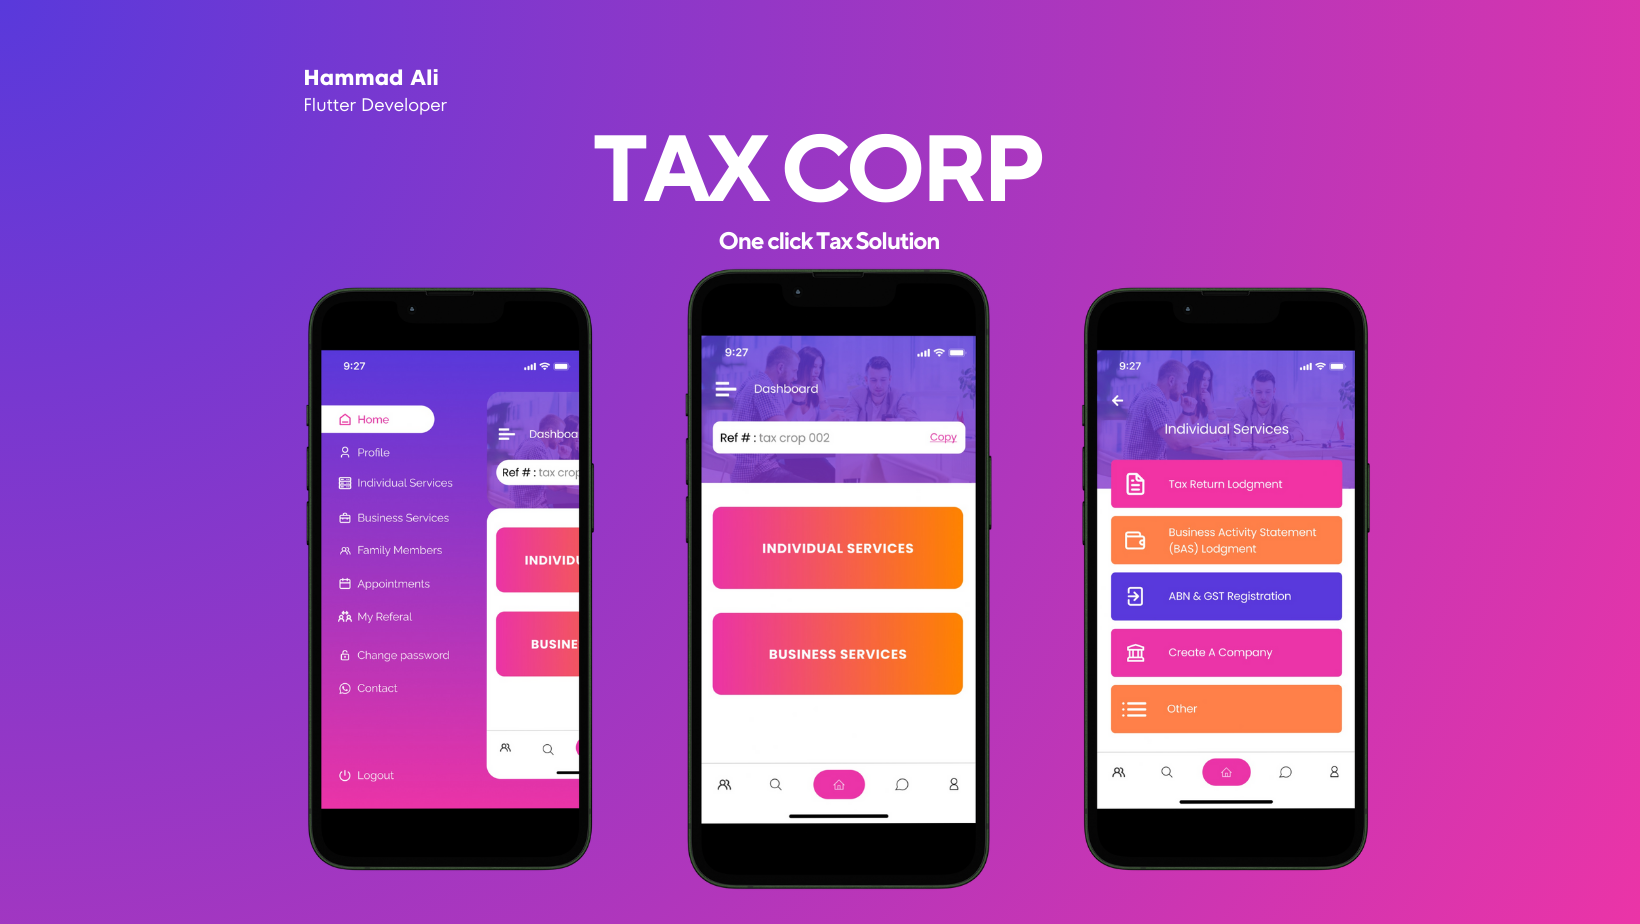 Hammad Ali
Flutter Developer
TAX CORP
One click Tax Solution
9:27
Home
Profile
Individual Services
Business Services
Family Members
Appointments
My Referal
Change password
Contact
Logout
Dashboa
Ref # : tax crop
INDIVIDU
BUSINE
9:27
Dashboard
Ref # : tax crop 002
Copy
INDIVIDUAL SERVICES
BUSINESS SERVICES
9:27
Individual Services
Tax Return Lodgment
Business Activity Statement
(BAS) Lodgment
ABN & GST Registration
Create A Company
Other